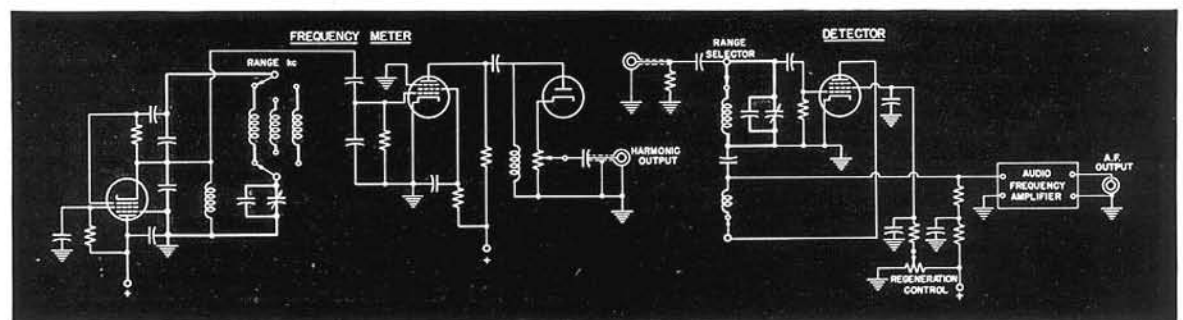 FREQUENCY METER
RANGE kc
HARMONIC
OUTPUT
RANGE
SELECTOR
DETECTOR
AUDIO
FREQUENCY
AMPLIFIER
A.F.
OUTPUT
REGENERATION
CONTROL
+
+
+